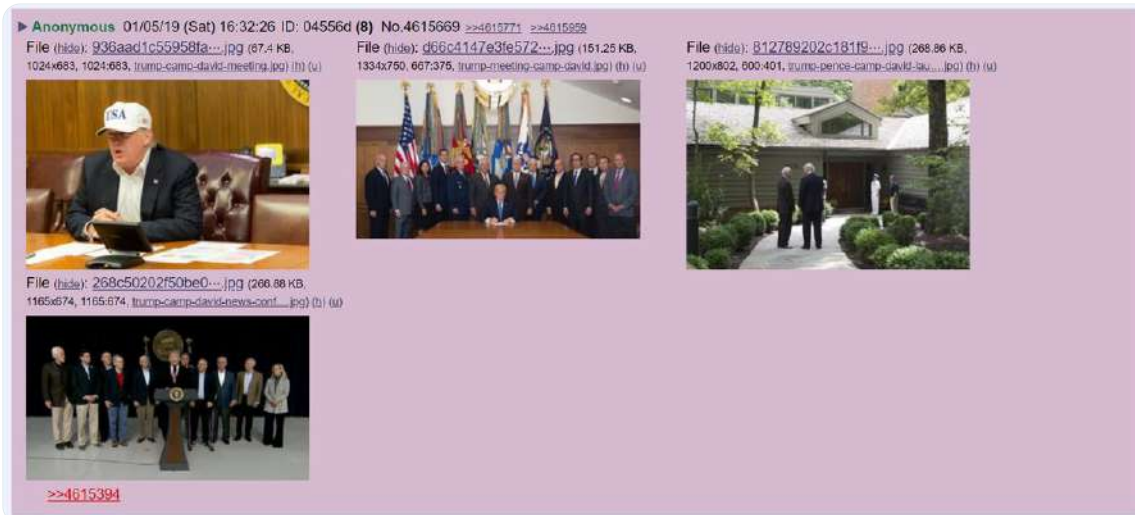 ▶ Anonymous 01/05/19 (Sat) 16:32:26 ID: 04556d (8) No.4615669 >>4615771 >>4615959
File (hide): 936aad1c55958fa⋯.jpg (67.4 KB,
1024x683, 1024:683, trump-camp-david-meeting.jpg) (h) (u)
USA
File (hide): d66c4147e3fe572⋯.jpg (151.25 KB,
1334x750, 667:375, trump-meeting-camp-david.jpg) (h) (u)
File (hide): 812789202c181f9⋯.jpg (268.86 KB,
1200x802, 600:401, trump-pence-camp-david-lau….jpg) (h) (u)
File (hide): 268c50202f50be0⋯.jpg (266.88 KB,
1165x674, 1165:674, trump-camp-david-news-conf….jpg) (h) (u)
>>4615394